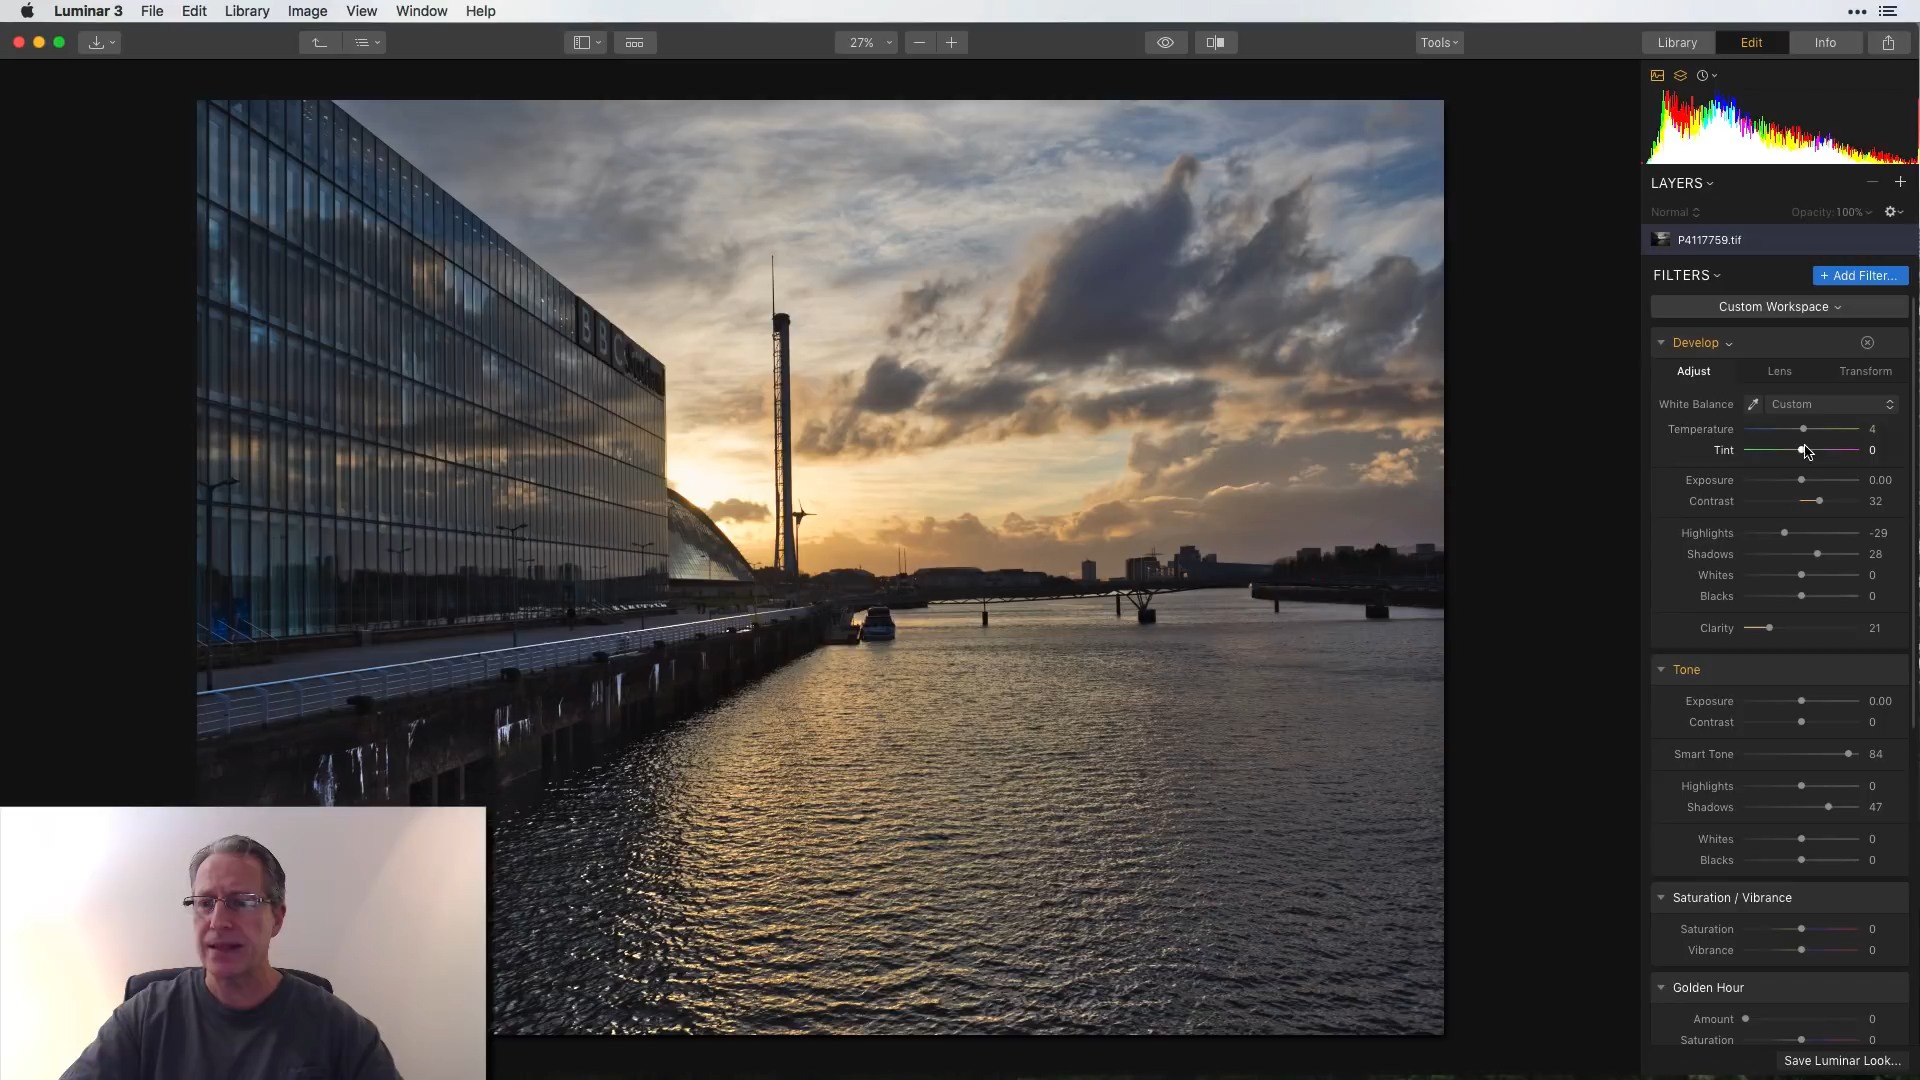 Luminar 3 File Edit Library Image View Window Help
27% Tools Library Edit Info
LAYERS
Normal Opacity: 100%
P4117759.tif
FILTERS + Add Filter...
Custom Workspace
Develop
Adjust Lens Transform
White Balance Custom
Temperature 4
Tint 0
Exposure 0.00
Contrast 32
Highlights -29
Shadows 28
Whites 0
Blacks 0
Clarity 21
Tone
Exposure 0.00
Contrast 0
Smart Tone 84
Highlights 0
Shadows 47
Whites 0
Blacks 0
Saturation / Vibrance
Saturation 0
Vibrance 0
Golden Hour
Amount 0
Saturation 0
Save Luminar Look...
BBC